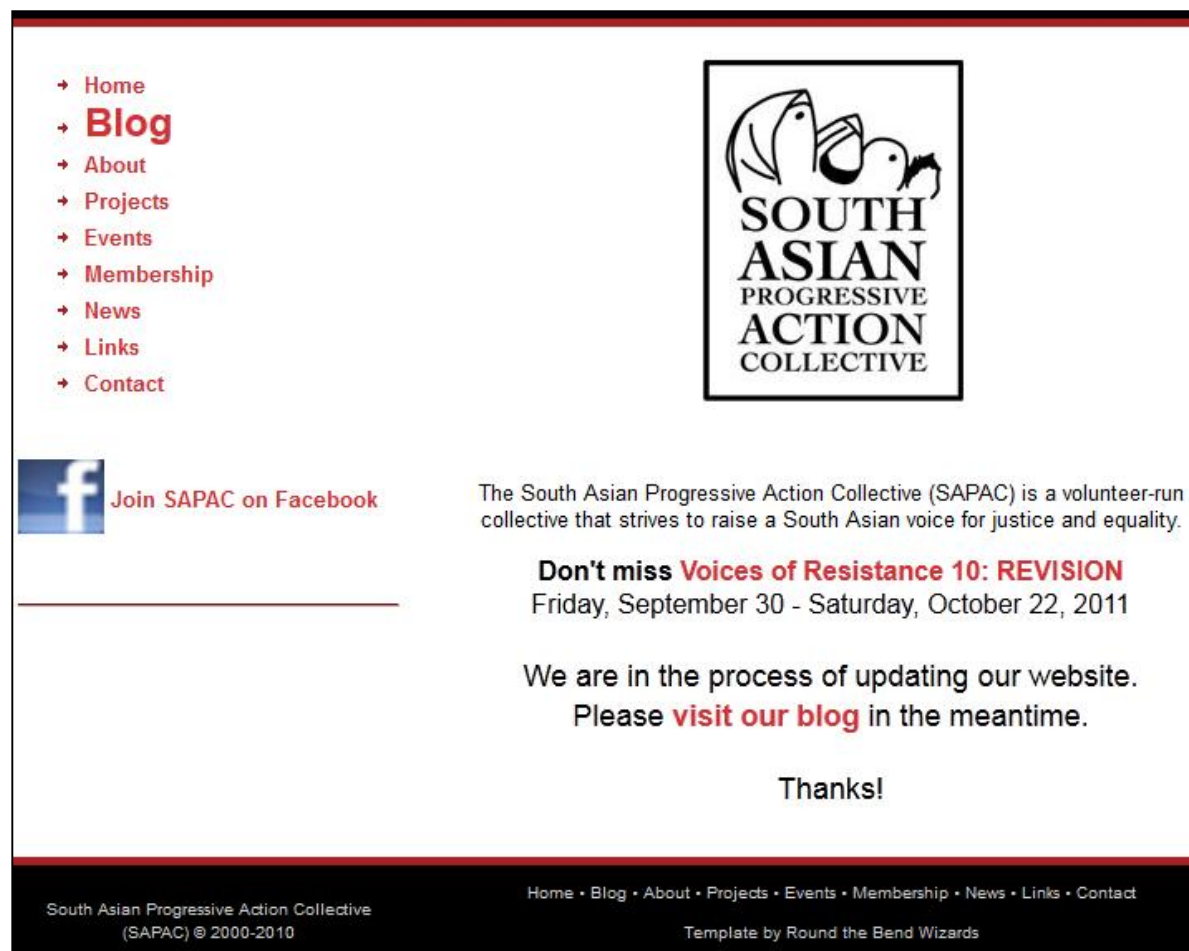 Home
Blog
About
Projects
Events
Membership
News
Links
Contact
f Join SAPAC on Facebook
SOUTH
ASIAN
PROGRESSIVE
ACTION
COLLECTIVE
The South Asian Progressive Action Collective (SAPAC) is a volunteer-run
collective that strives to raise a South Asian voice for justice and equality.
Don't miss Voices of Resistance 10: REVISION
Friday, September 30 - Saturday, October 22, 2011
We are in the process of updating our website.
Please visit our blog in the meantime.
Thanks!
South Asian Progressive Action Collective
(SAPAC) © 2000-2010
Home • Blog • About • Projects • Events • Membership • News • Links • Contact
Template by Round the Bend Wizards